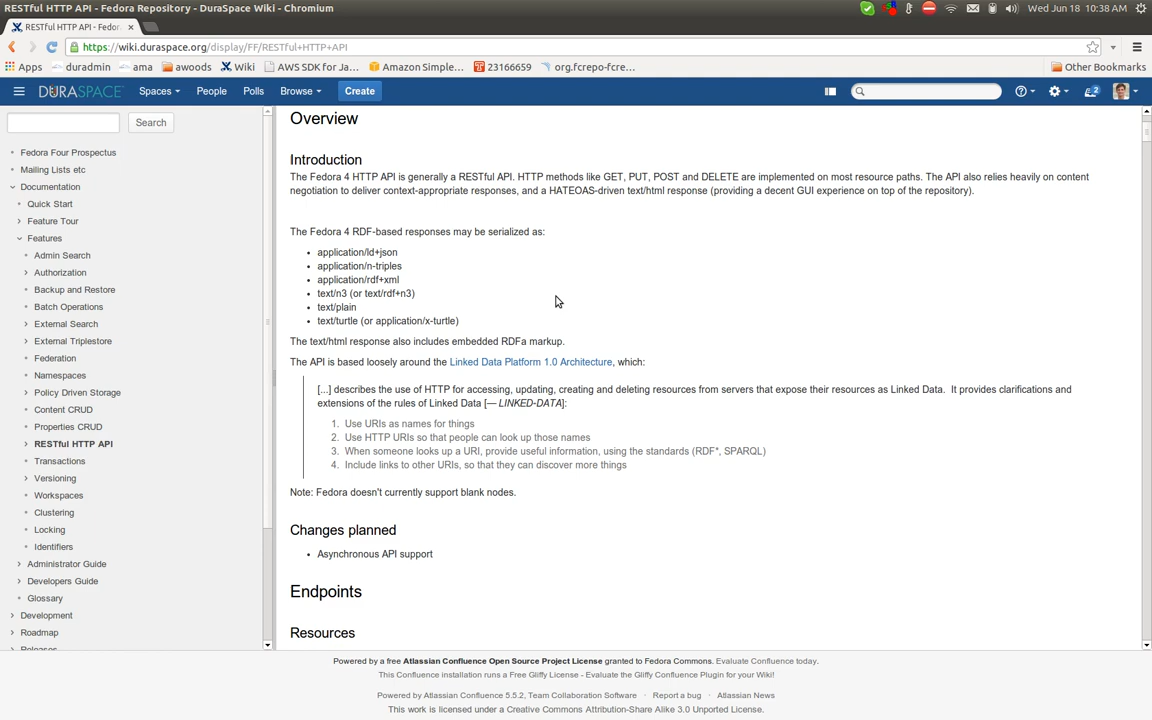 RESTful HTTP API - Fedora Repository - DuraSpace Wiki - Chromium
Wed Jun 18 10:38 AM
RESTful HTTP API - Fedor
https://wiki.duraspace.org/display/FF/RESTful+HTTP+API
Apps duradmin ama awoods Wiki AWS SDK for Ja... Amazon Simple... 23166659 org.fcrepo-fcre... Other Bookmarks
DURASPACE Spaces People Polls Browse Create 2
Search
Fedora Four Prospectus
Mailing Lists etc
Documentation
Quick Start
Feature Tour
Features
Admin Search
Authorization
Backup and Restore
Batch Operations
External Search
External Triplestore
Federation
Namespaces
Policy Driven Storage
Content CRUD
Properties CRUD
RESTful HTTP API
Transactions
Versioning
Workspaces
Clustering
Locking
Identifiers
Administrator Guide
Developers Guide
Glossary
Development
Roadmap
Releases
Overview
Introduction
The Fedora 4 HTTP API is generally a RESTful API. HTTP methods like GET, PUT, POST and DELETE are implemented on most resource paths. The API also relies heavily on content
negotiation to deliver context-appropriate responses, and a HATEOAS-driven text/html response (providing a decent GUI experience on top of the repository).
The Fedora 4 RDF-based responses may be serialized as:
• application/ld+json
• application/n-triples
• application/rdf+xml
• text/n3 (or text/rdf+n3)
• text/plain
• text/turtle (or application/x-turtle)
The text/html response also includes embedded RDFa markup.
The API is based loosely around the Linked Data Platform 1.0 Architecture, which:
[...] describes the use of HTTP for accessing, updating, creating and deleting resources from servers that expose their resources as Linked Data. It provides clarifications and
extensions of the rules of Linked Data [— LINKED-DATA]:
1. Use URIs as names for things
2. Use HTTP URIs so that people can look up those names
3. When someone looks up a URI, provide useful information, using the standards (RDF*, SPARQL)
4. Include links to other URIs, so that they can discover more things
Note: Fedora doesn't currently support blank nodes.
Changes planned
• Asynchronous API support
Endpoints
Resources
Powered by a free Atlassian Confluence Open Source Project License granted to Fedora Commons. Evaluate Confluence today.
This Confluence installation runs a Free Gliffy License - Evaluate the Gliffy Confluence Plugin for your Wiki!
Powered by Atlassian Confluence 5.5.2, Team Collaboration Software · Report a bug · Atlassian News
This work is licensed under a Creative Commons Attribution-Share Alike 3.0 Unported License.